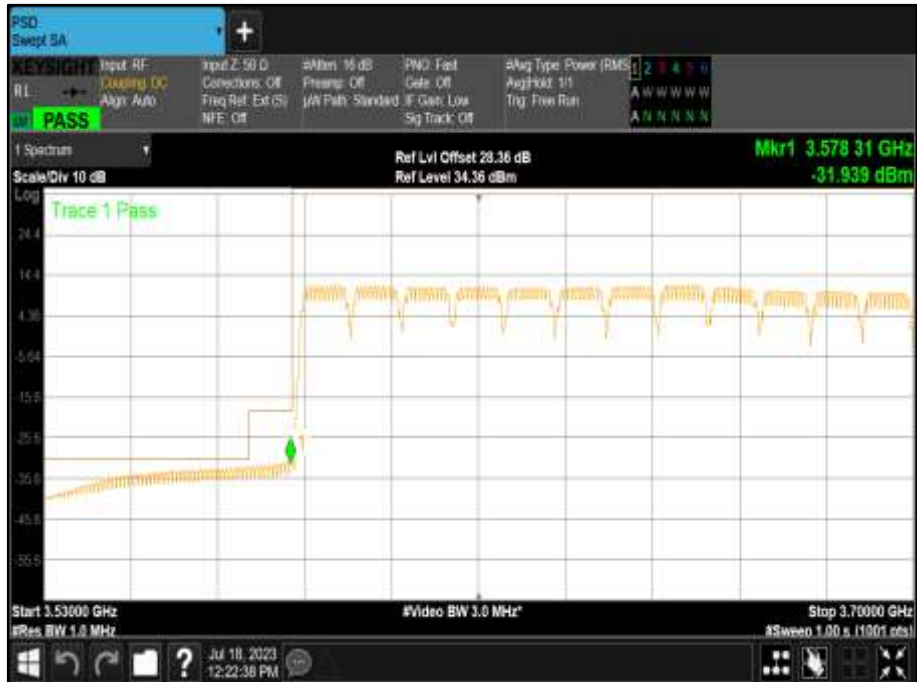 PSD
Swept SA
+
KEYSIGHT
RL
PASS
Input: RF
Coupling: DC
Align: Auto
Input Z: 50 Ω
Corrections: Off
Freq Ref: Ext (S)
NFE: Off
#Atten: 16 dB
Preamp: Off
µW Path: Standard
PNO: Fast
Gate: Off
IF Gain: Low
Sig Track: Off
#Avg Type: Power (RMS
Avg|Hold: 1/1
Trig: Free Run
1 2 3 4 5 6
A W W W W W
A N N N N N
1 Spectrum
Scale/Div 10 dB
Ref Lvl Offset 28.36 dB
Ref Level 34.36 dBm
Mkr1 3.578 31 GHz
-31.939 dBm
Log
Trace 1 Pass
24.4
14.4
4.36
-5.64
-15.6
-25.6
-35.6
-45.6
-55.6
Start 3.53000 GHz
#Res BW 1.0 MHz
#Video BW 3.0 MHz*
Stop 3.70000 GHz
#Sweep 1.00 s (1001 pts)
?
Jul 18, 2023
12:22:38 PM